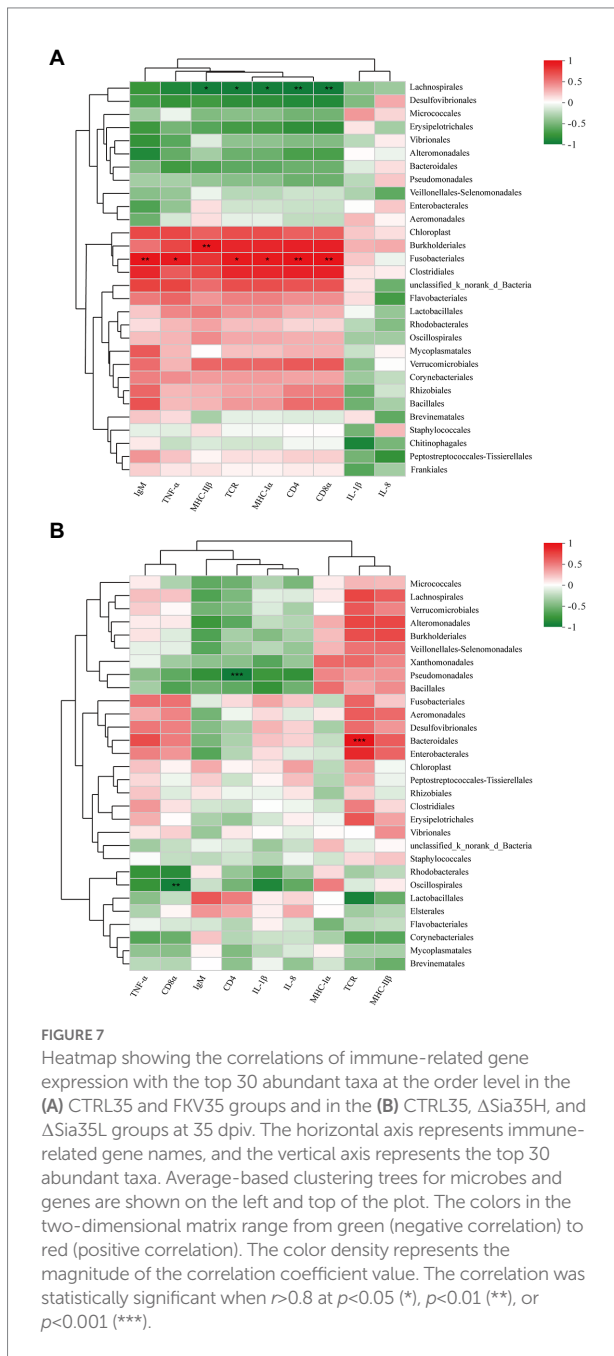 A
1
0.5
0
-0.5
-1
* * * ** ** Lachnospirales
Desulfovibrionales
Micrococcales
Erysipelotrichales
Vibrionales
Alteromonadales
Bacteroidales
Pseudomonadales
Veillonellales-Selenomonadales
Enterobacterales
Aeromonadales
Chloroplast
** Burkholderiales
** * * * ** ** Fusobacteriales
Clostridiales
unclassified_k_norank_d_Bacteria
Flavobacteriales
Lactobacillales
Rhodobacterales
Oscillospirales
Mycoplasmatales
Verrucomicrobiales
Corynebacteriales
Rhizobiales
Bacillales
Brevinematales
Staphylococcales
Chitinophagales
Peptostreptococcales-Tissierellales
Frankiales
IgM TNF-α MHC-IIβ TCR MHC-Iα CD4 CD8α IL-1β IL-8
B
1
0.5
0
-0.5
-1
Micrococcales
Lachnospirales
Verrucomicrobiales
Alteromonadales
Burkholderiales
Veillonellales-Selenomonadales
Xanthomonadales
*** Pseudomonadales
Bacillales
Fusobacteriales
Aeromonadales
Desulfovibrionales
*** Bacteroidales
Enterobacterales
Chloroplast
Peptostreptococcales-Tissierellales
Rhizobiales
Clostridiales
Erysipelotrichales
Vibrionales
unclassified_k_norank_d_Bacteria
Staphylococcales
Rhodobacterales
** Oscillospirales
Lactobacillales
Elsterales
Flavobacteriales
Corynebacteriales
Mycoplasmatales
Brevinematales
TNF-α CD8α IgM CD4 IL-1β IL-8 MHC-Iα TCR MHC-IIβ
FIGURE 7
Heatmap showing the correlations of immune-related gene
expression with the top 30 abundant taxa at the order level in the
(A) CTRL35 and FKV35 groups and in the (B) CTRL35, ΔSia35H, and
ΔSia35L groups at 35 dpiv. The horizontal axis represents immune-
related gene names, and the vertical axis represents the top 30
abundant taxa. Average-based clustering trees for microbes and
genes are shown on the left and top of the plot. The colors in the
two-dimensional matrix range from green (negative correlation) to
red (positive correlation). The color density represents the
magnitude of the correlation coefficient value. The correlation was
statistically significant when r>0.8 at p<0.05 (*), p<0.01 (**), or
p<0.001 (***).